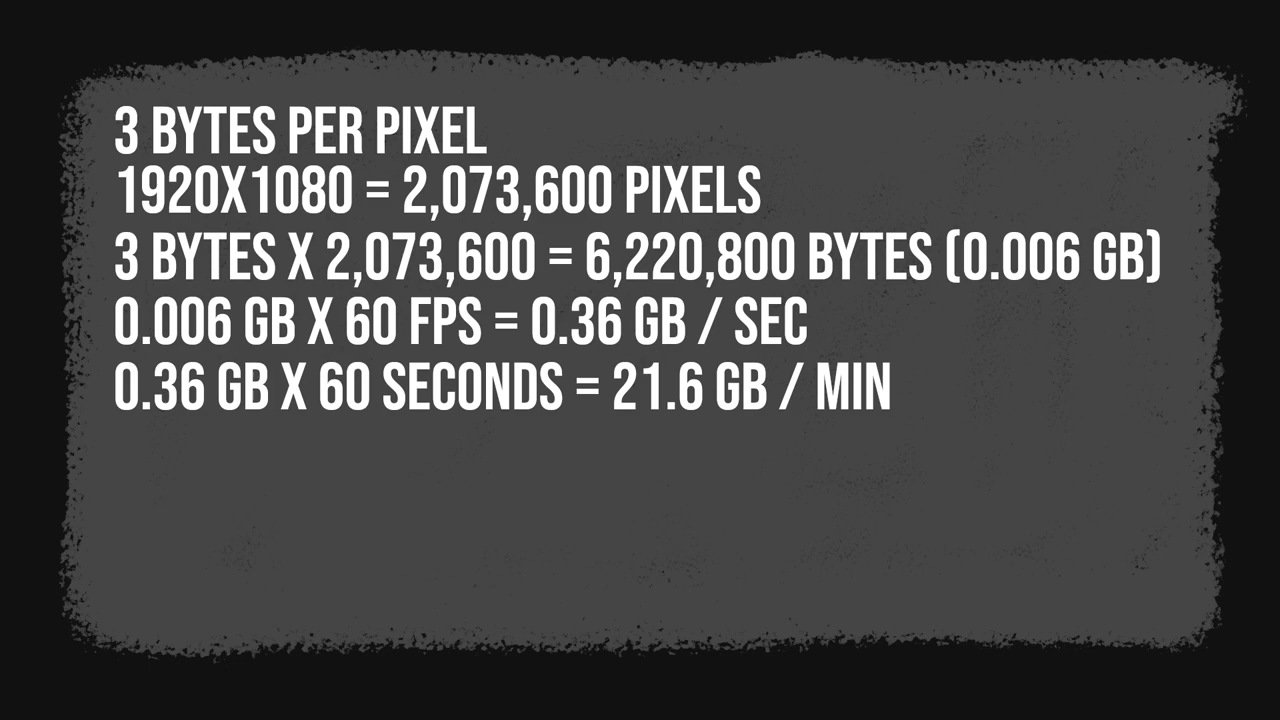 3 BYTES PER PIXEL
1920X1080 = 2,073,600 PIXELS
3 BYTES X 2,073,600 = 6,220,800 BYTES (0.006 GB)
0.006 GB X 60 FPS = 0.36 GB / SEC
0.36 GB X 60 SECONDS = 21.6 GB / MIN